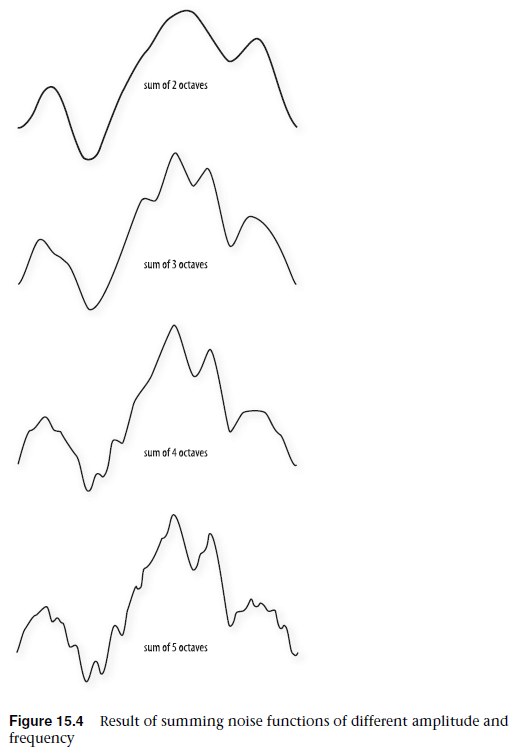 sum of 2 octaves
sum of 3 octaves
sum of 4 octaves
sum of 5 octaves
Figure 15.4 Result of summing noise functions of different amplitude and
frequency